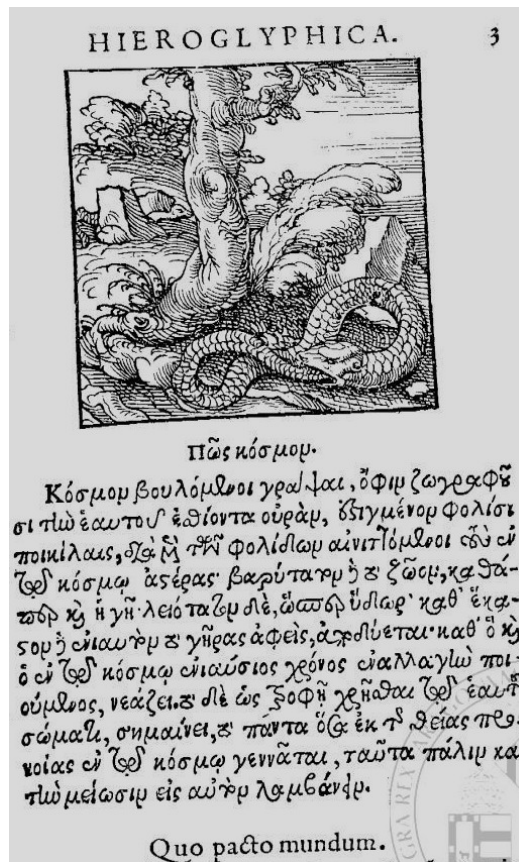 HIEROGLYPHICA. 3
Πῶς κόσμον.
Κόσμον βουλόμενοι γράψαι, ὄφιν ζωγραφοῦ
σι τὴν ἑαυτοῦ ἐσθίοντα οὐρὰν, ἐστιγμένον φολίσι
ποικίλαις, διὰ μὲν τῶν φολίδων αἰνιττόμενοι τοὺς ἐν
τῷ κόσμῳ ἀστέρας· βαρύτατον δὲ τὸ ζῶον, καθά-
περ καὶ ἡ γῆ· λειότατον δὲ, ὥσπερ ὕδωρ· καθ' ἕκα-
στον δὲ ἐνιαυτὸν τὸ γῆρας ἀφεὶς, ἀποδύεται· καθ' ὃ καὶ
ὁ ἐν τῷ κόσμῳ ἐνιαύσιος χρόνος ἐναλλαγὴν ποι-
ούμενος, νεάζει. τὸ δὲ ὡς τροφῇ χρῆσθαι τῷ ἑαυτοῦ
σώματι, σημαίνει, τὸ πάντα ὅσα ἐκ τῆς θείας προ-
νοίας ἐν τῷ κόσμῳ γεννᾶται, ταῦτα πάλιν καὶ
τὴν μείωσιν εἰς αὐτὸν λαμβάνειν.
Quo pacto mundum.